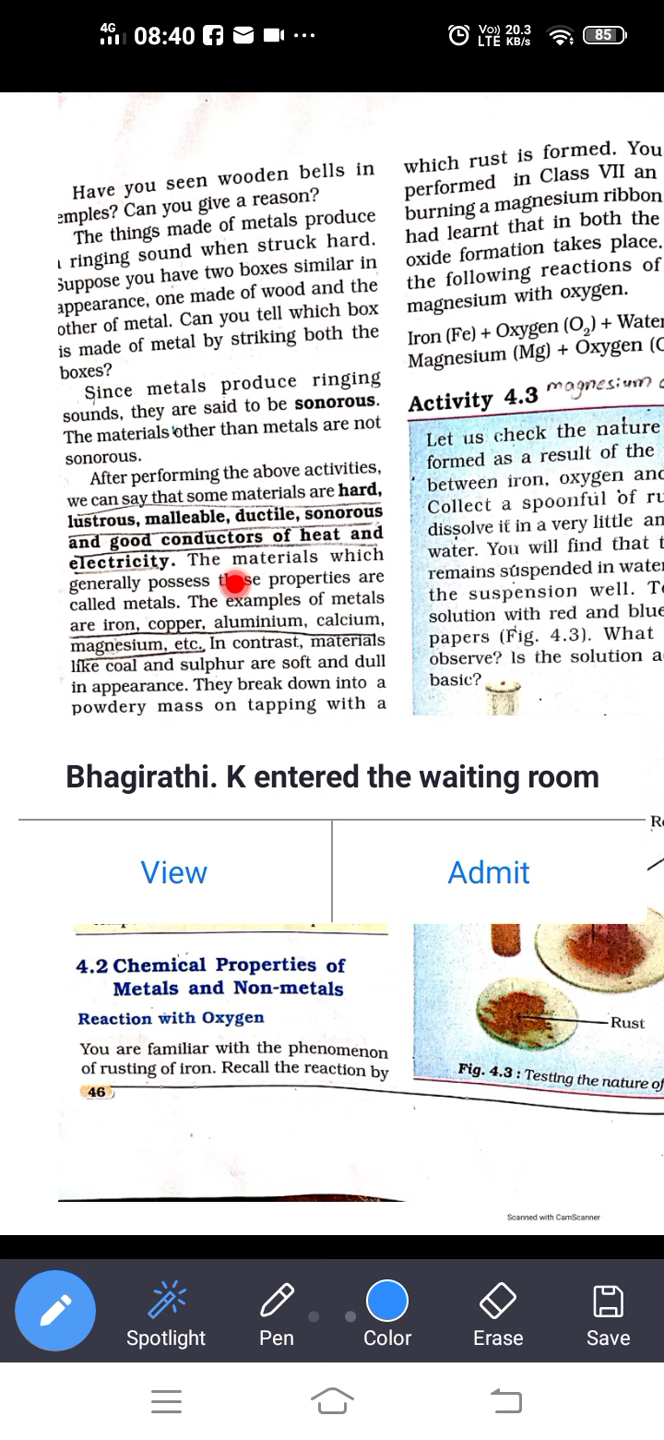 4G 08:40 Vo)) LTE 20.3 KB/s 85
Have you seen wooden bells in
emples? Can you give a reason?
The things made of metals produce
ringing sound when struck hard.
Suppose you have two boxes similar in
appearance, one made of wood and the
other of metal. Can you tell which box
is made of metal by striking both the
boxes?
Since metals produce ringing
sounds, they are said to be sonorous.
The materials other than metals are not
sonorous.
After performing the above activities,
we can say that some materials are hard,
lustrous, malleable, ductile, sonorous
and good conductors of heat and
electricity. The materials which
generally possess these properties are
called metals. The examples of metals
are iron, copper, aluminium, calcium,
magnesium, etc. In contrast, materials
like coal and sulphur are soft and dull
in appearance. They break down into a
powdery mass on tapping with a
which rust is formed. You
performed in Class VII an
burning a magnesium ribbon
had learnt that in both the
oxide formation takes place.
the following reactions of
magnesium with oxygen.
Iron (Fe) + Oxygen (O₂) + Water
Magnesium (Mg) + Oxygen (O
magnesium
Activity 4.3
Let us check the nature
formed as a result of the
between iron, oxygen and
Collect a spoonful of ru
dissolve it in a very little am
water. You will find that t
remains suspended in water
the suspension well. Te
solution with red and blue
papers (Fig. 4.3). What
observe? Is the solution a
basic?
Bhagirathi. K entered the waiting room
View
Admit
4.2 Chemical Properties of
Metals and Non-metals
Reaction with Oxygen
You are familiar with the phenomenon
of rusting of iron. Recall the reaction by
46
Rust
Fig. 4.3 : Testing the nature of
Scanned with CamScanner
Spotlight
Pen
Color
Erase
Save